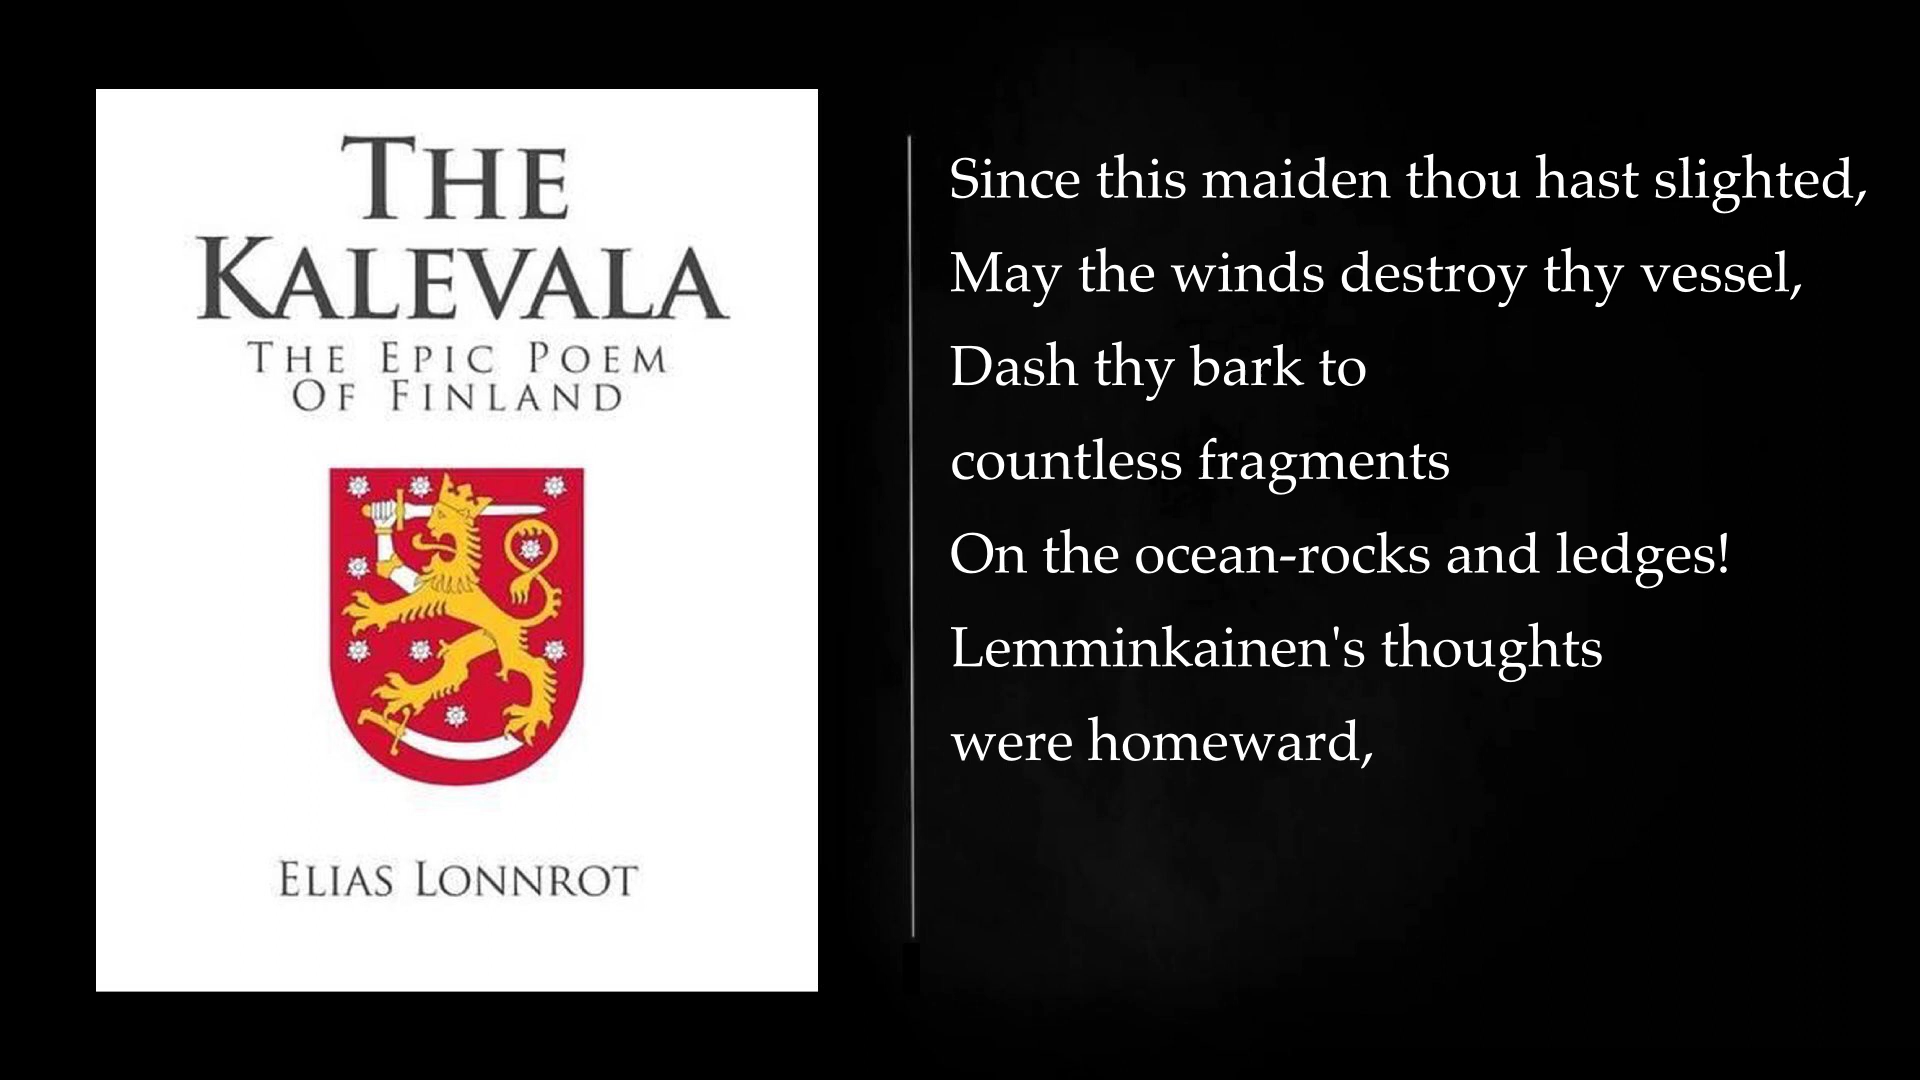 THE
KALEVALA
THE EPIC POEM
OF FINLAND
ELIAS LONNROT
Since this maiden thou hast slighted,
May the winds destroy thy vessel,
Dash thy bark to
countless fragments
On the ocean-rocks and ledges!
Lemminkainen's thoughts
were homeward,